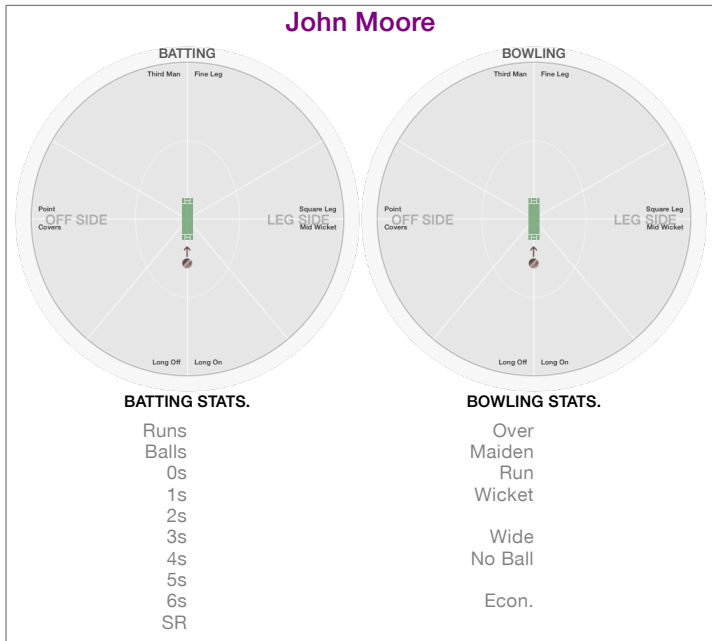 John Moore
BATTING
Third Man Fine Leg
Point
OFF SIDE
Covers
Square Leg
LEG SIDE
Mid Wicket
Long Off Long On
BOWLING
Third Man Fine Leg
Point
OFF SIDE
Covers
Square Leg
LEG SIDE
Mid Wicket
Long Off Long On
BATTING STATS.
Runs
Balls
0s
1s
2s
3s
4s
5s
6s
SR
BOWLING STATS.
Over
Maiden
Run
Wicket
Wide
No Ball
Econ.